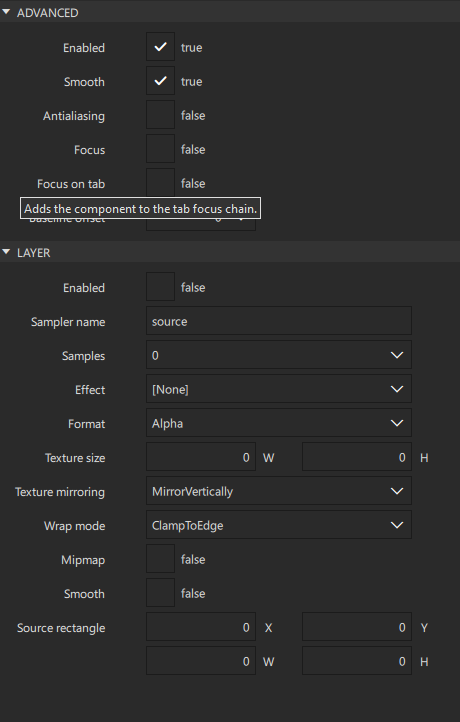 ADVANCED
Enabled true
Smooth true
Antialiasing false
Focus false
Focus on tab false
Adds the component to the tab focus chain.
Baseline offset 0
LAYER
Enabled false
Sampler name source
Samples 0
Effect [None]
Format Alpha
Texture size 0 W 0 H
Texture mirroring MirrorVertically
Wrap mode ClampToEdge
Mipmap false
Smooth false
Source rectangle 0 X 0 Y
0 W 0 H